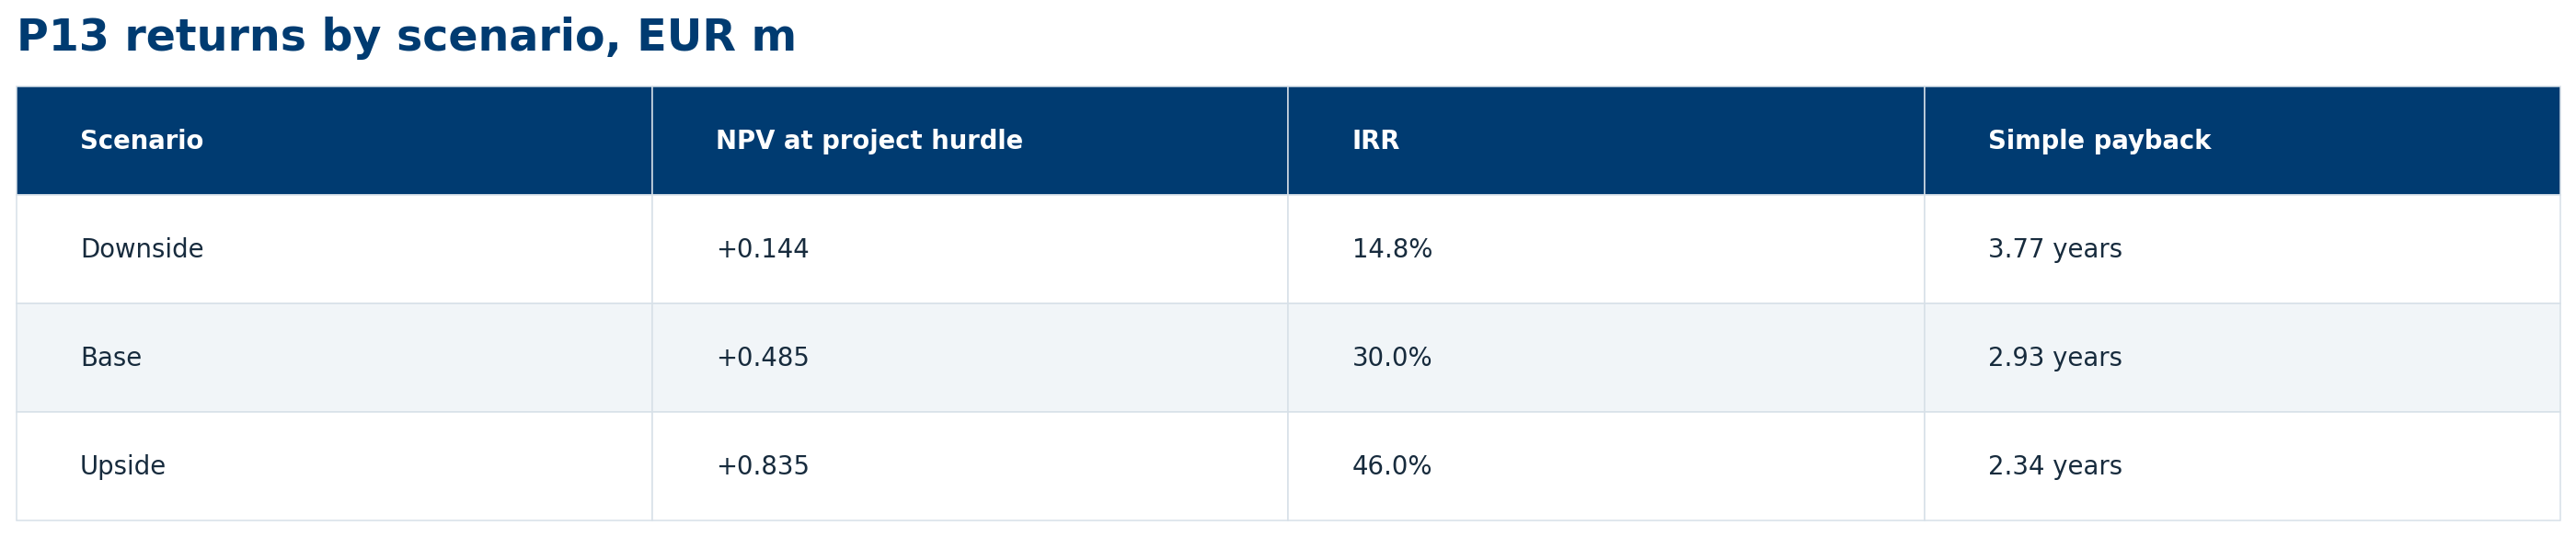 P13 returns by scenario, EUR m
Scenario NPV at project hurdle IRR Simple payback
Downside +0.144 14.8% 3.77 years
Base +0.485 30.0% 2.93 years
Upside +0.835 46.0% 2.34 years